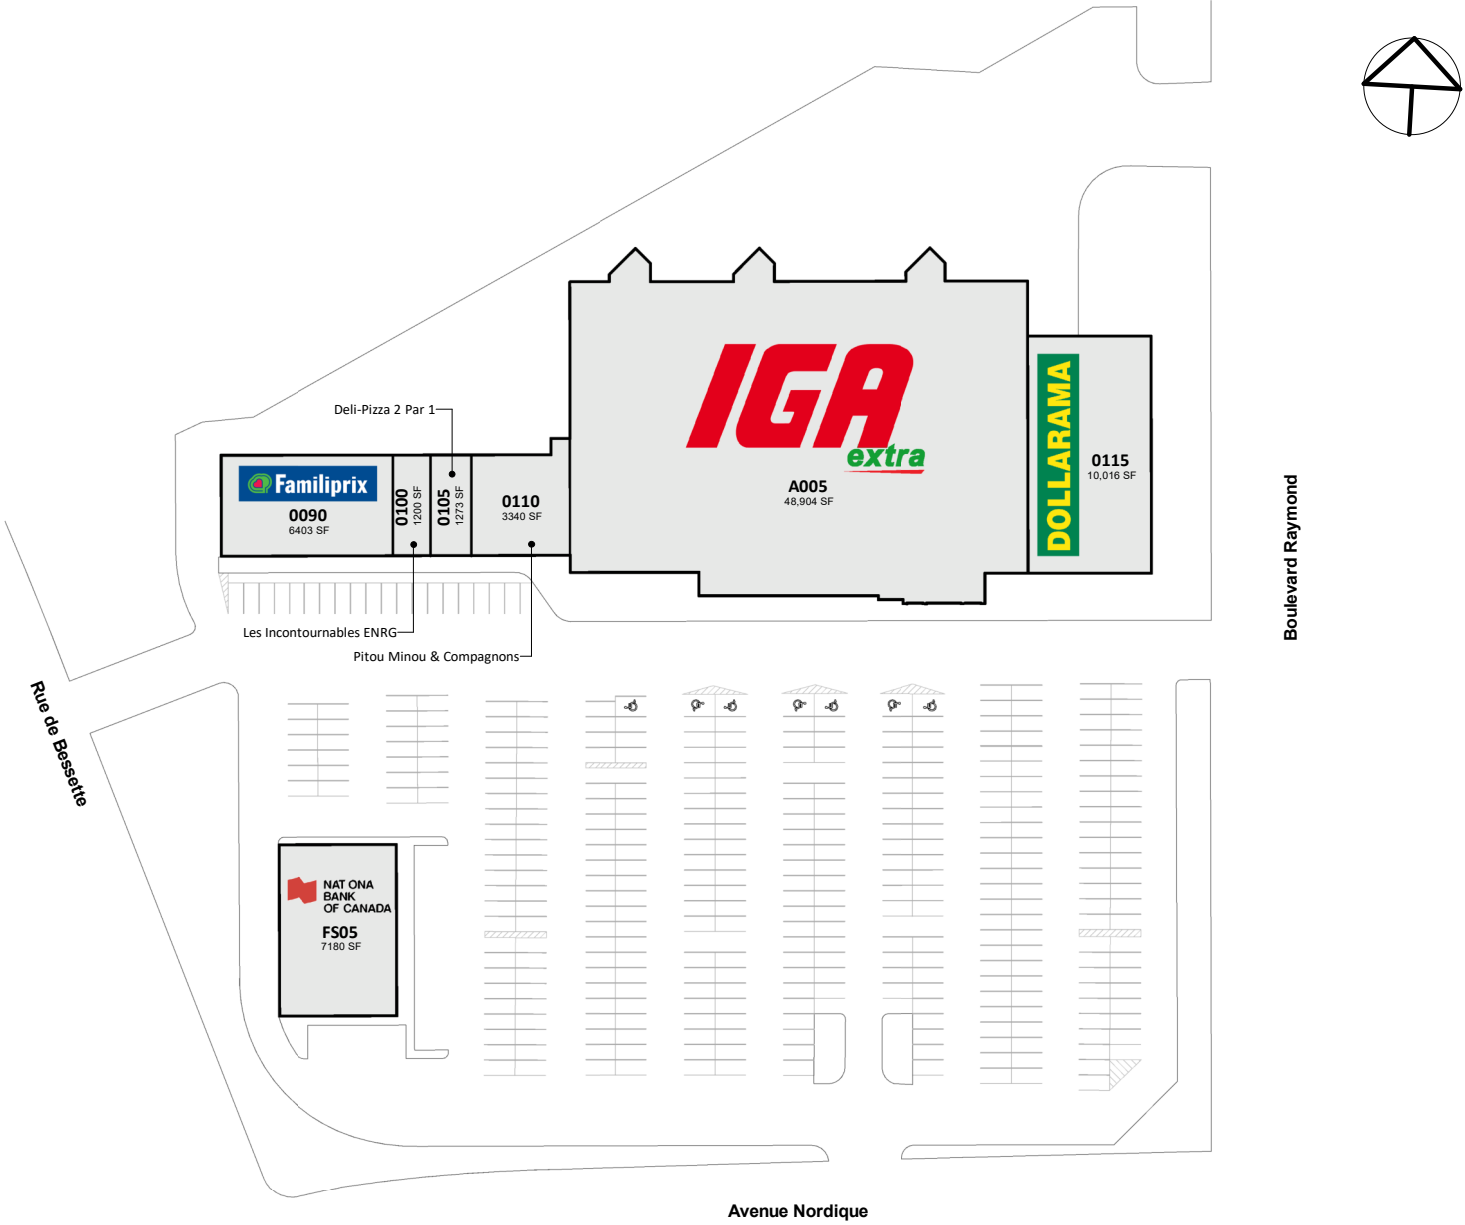 IGA
extra
A005
48,904 SF
DOLLARAMA
0115
10,016 SF
Deli-Pizza 2 Par 1
Familiprix
0090
6403 SF
0100
1200 SF
0105
1273 SF
0110
3340 SF
Les Incontournables ENRG
Pitou Minou & Compagnons
Boulevard Raymond
Rue de Bessette
NAT ONA
BANK
OF CANADA
FS05
7180 SF
Avenue Nordique